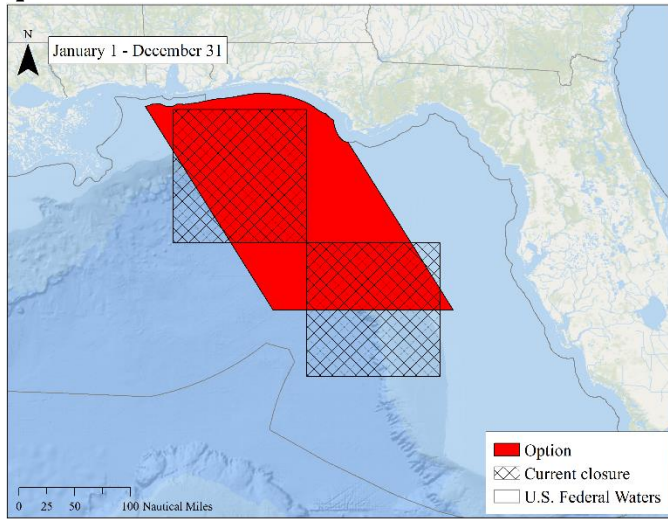 N
January 1 - December 31
Option
Current closure
U.S. Federal Waters
0 25 50 100 Nautical Miles